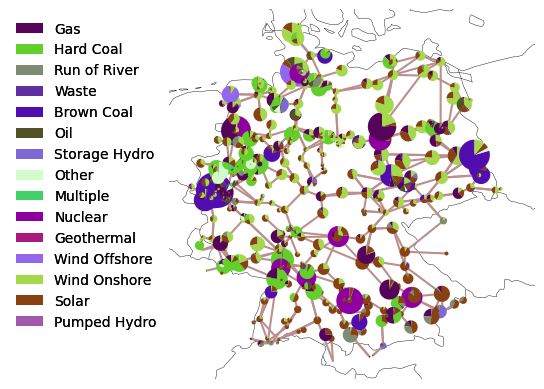 Gas
Hard Coal
Run of River
Waste
Brown Coal
Oil
Storage Hydro
Other
Multiple
Nuclear
Geothermal
Wind Offshore
Wind Onshore
Solar
Pumped Hydro